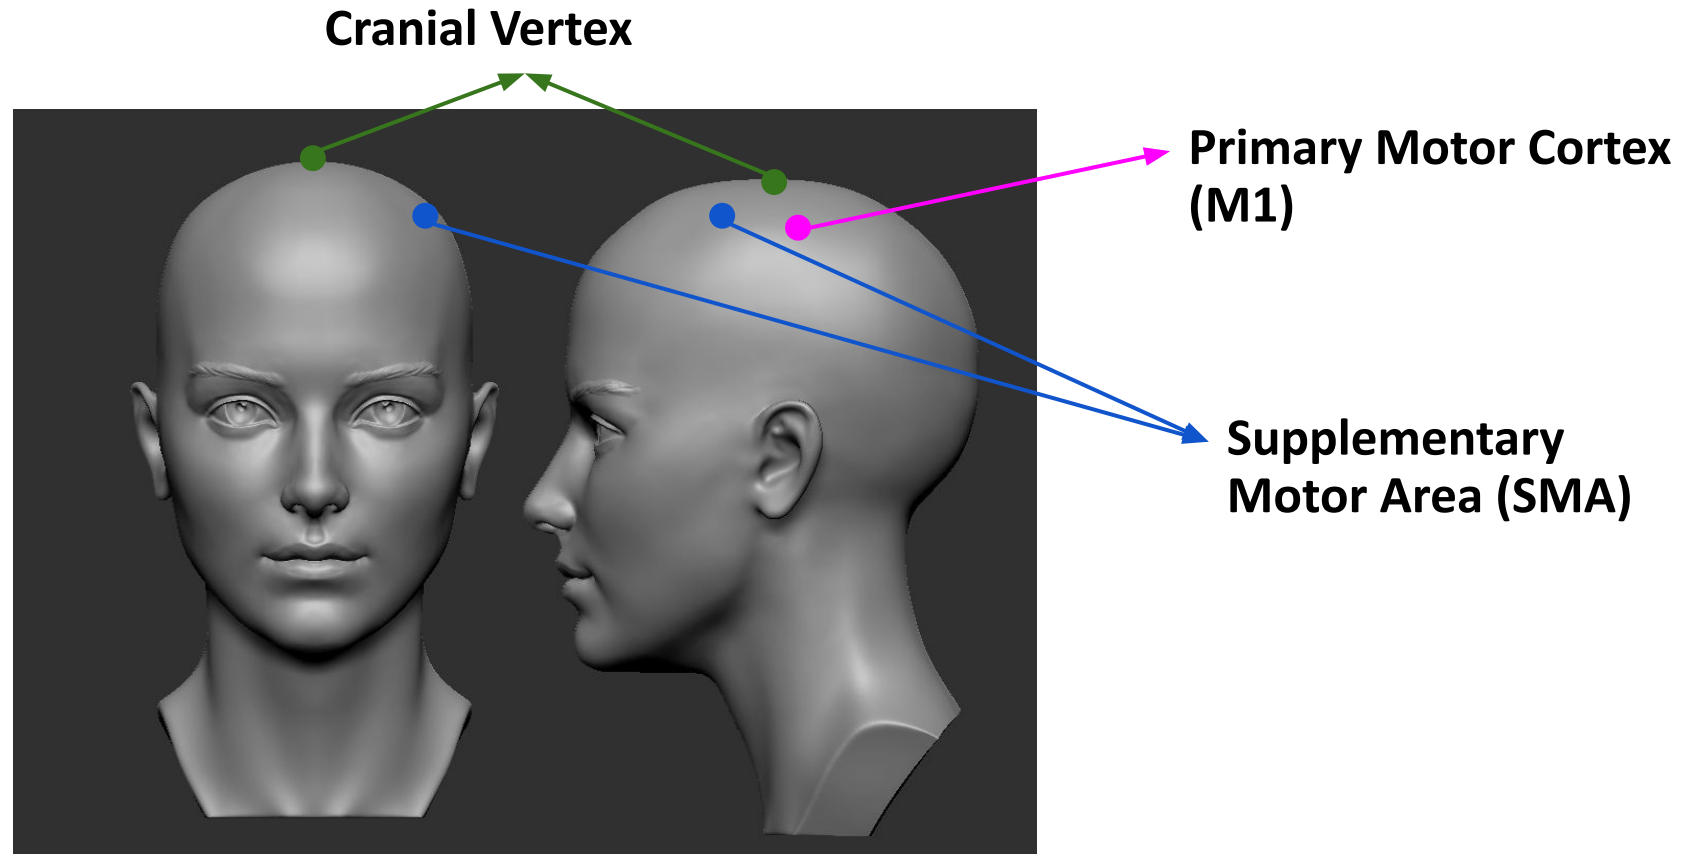 Cranial Vertex
Primary Motor Cortex
(M1)
Supplementary
Motor Area (SMA)